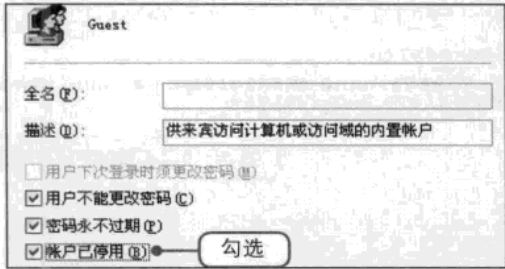 Guest
全名(F):
描述(D):
供来宾访问计算机或访问域的内置帐户
用户下次登录时须更改密码(M)
用户不能更改密码(C)
密码永不过期(P)
帐户已停用(B)
勾选